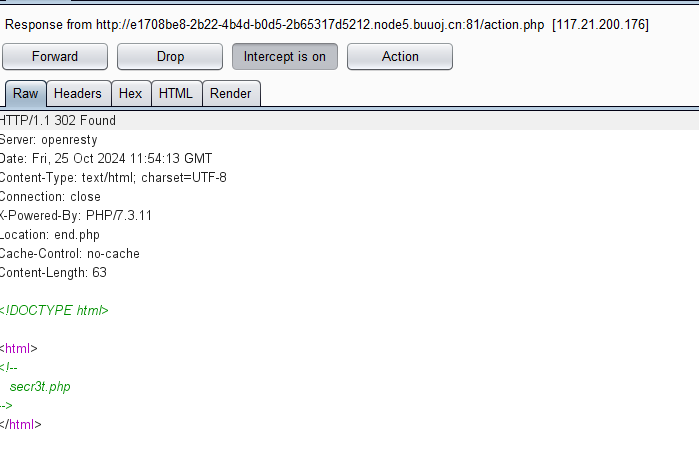 Response from http://e1708be8-2b22-4b4d-b0d5-2b65317d5212.node5.buuoj.cn:81/action.php [117.21.200.176]
Forward Drop Intercept is on Action
Raw Headers Hex HTML Render
HTTP/1.1 302 Found
Server: openresty
Date: Fri, 25 Oct 2024 11:54:13 GMT
Content-Type: text/html; charset=UTF-8
Connection: close
X-Powered-By: PHP/7.3.11
Location: end.php
Cache-Control: no-cache
Content-Length: 63
<!DOCTYPE html>
<html>
<!--
secr3t.php
-->
</html>